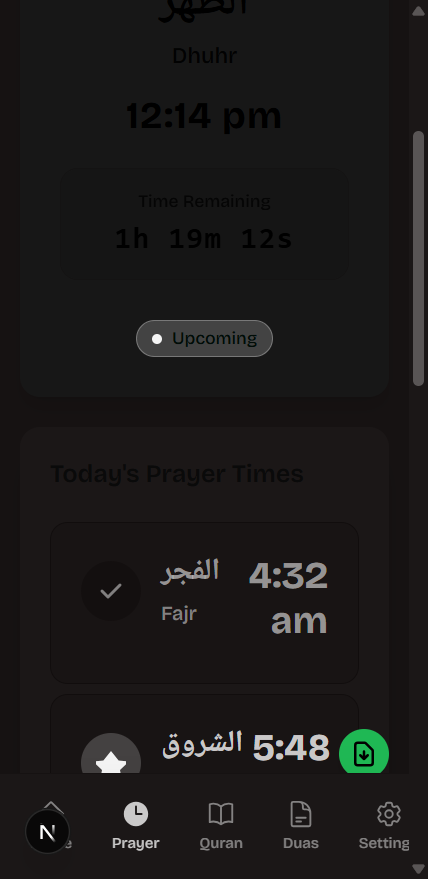 الظهر
Dhuhr
12:14 pm
Time Remaining
1h 19m 12s
Upcoming
Today's Prayer Times
الفجر
4:32
am
Fajr
الشروق
5:48
N
e
Prayer
Quran
Duas
Setting